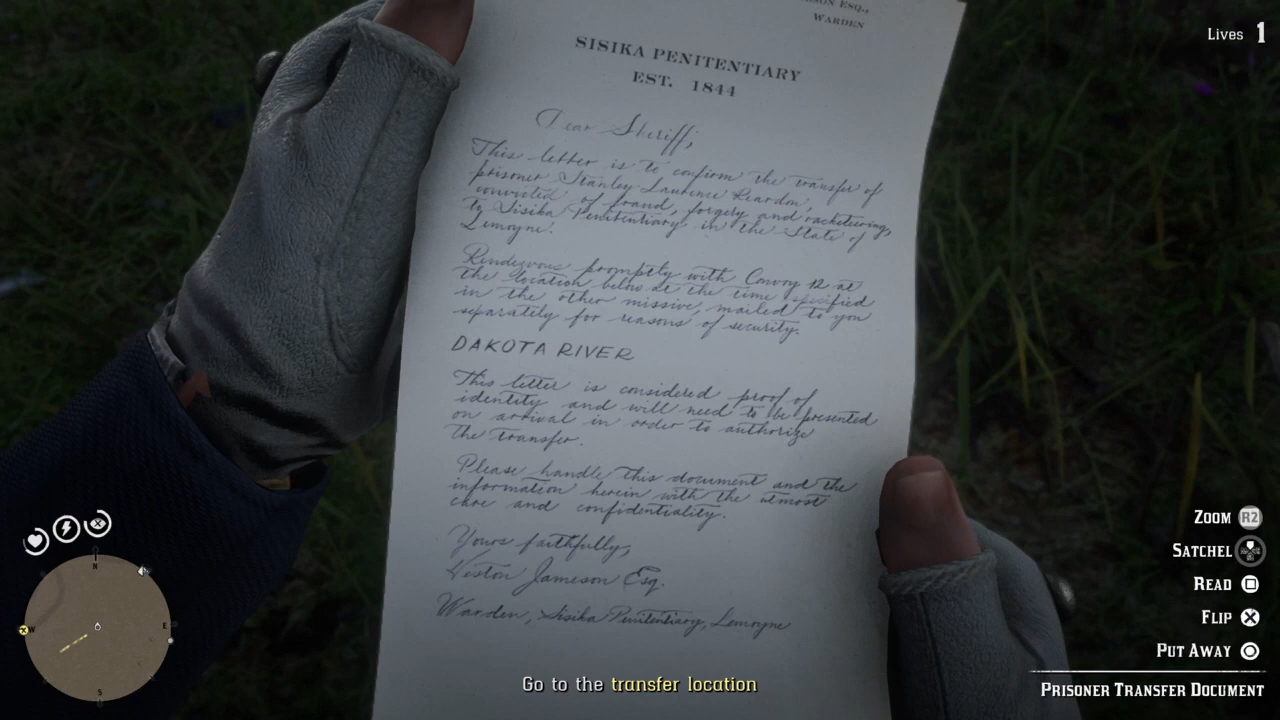 SON ESQ.,
WARDEN
Lives 1
SISIKA PENITENTIARY
EST. 1844
Dear Sheriff,
This letter is to confirm the transfer of
prisoner Stanley Laurence Reardon,
convicted of fraud, forgery and racketeering,
to Sisika Penitentiary in the State of
Lemoyne.
Rendezvous promptly with Convoy 12 at
the location below at the time specified
in the other missive, mailed to you
separately for reasons of security.
DAKOTA RIVER
This letter is considered proof of
identity and will need to be presented
on arrival in order to authorize
the transfer.
Please handle this document and the
information herein with the utmost
care and confidentiality.
Yours faithfully,
Weston Jameson Esq.
Warden, Sisika Penitentiary, Lemoyne
N
W
E
S
Go to the transfer location
ZOOM R2
SATCHEL
READ
FLIP
PUT AWAY
PRISONER TRANSFER DOCUMENT